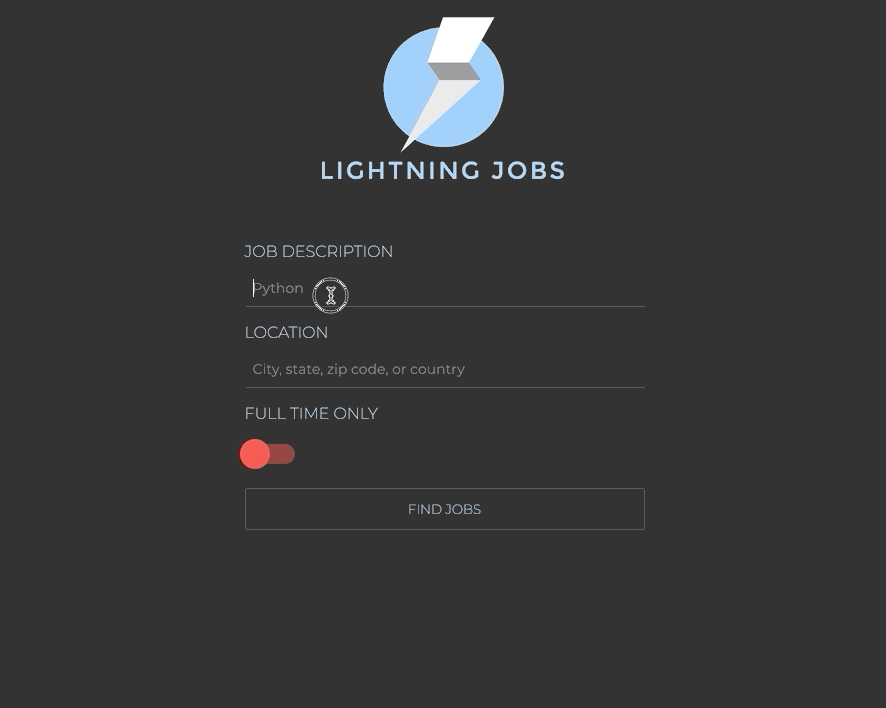 LIGHTNING JOBS
JOB DESCRIPTION
Python
LOCATION
City, state, zip code, or country
FULL TIME ONLY
FIND JOBS